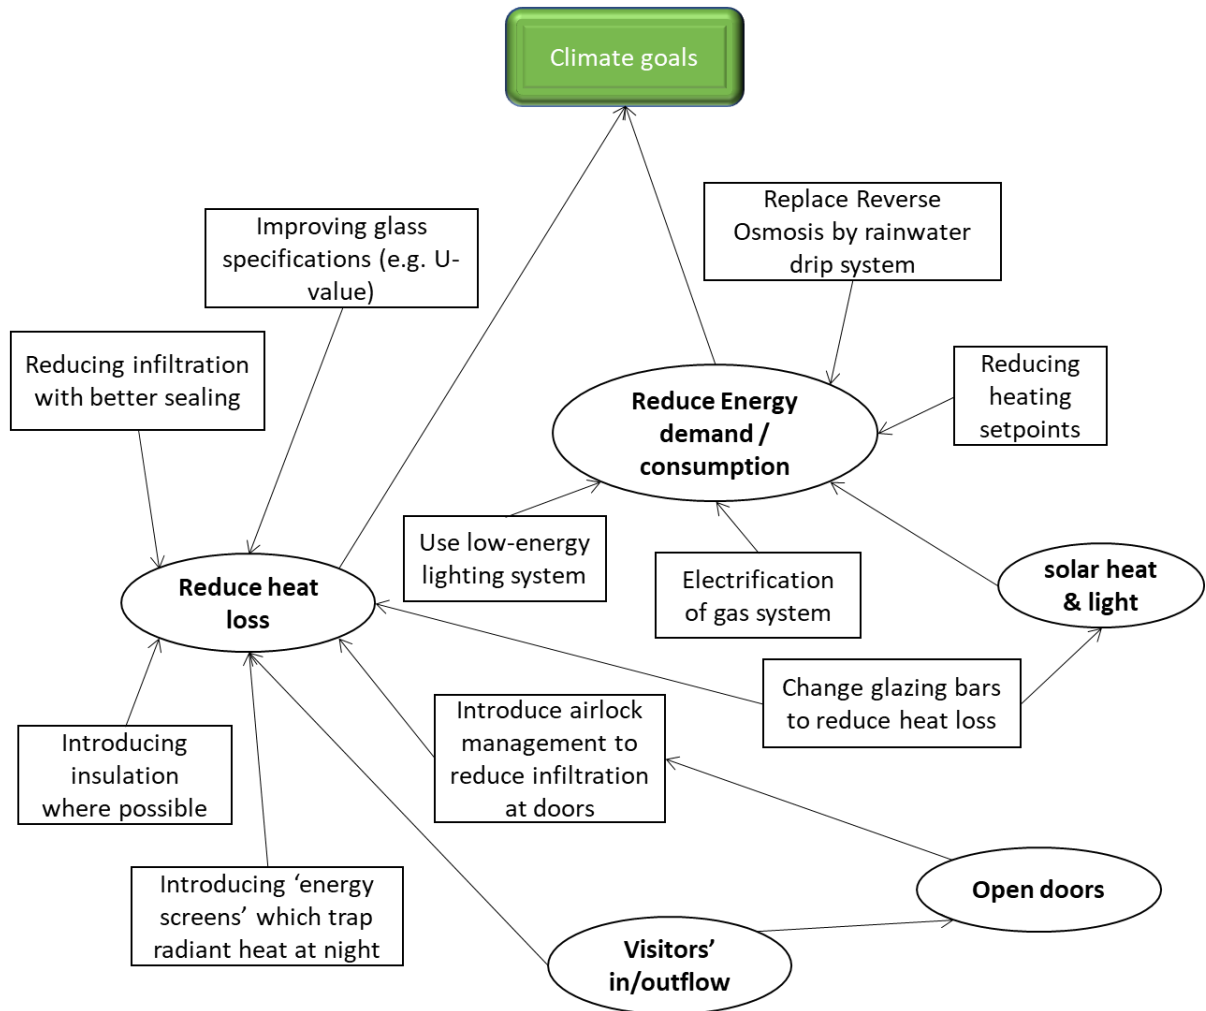 Climate goals
Replace Reverse
Osmosis by rainwater
drip system
Improving glass
specifications (e.g. U-
value)
Reducing infiltration
with better sealing
Reducing
heating
setpoints
Reduce Energy
demand /
consumption
Use low-energy
lighting system
Electrification
of gas system
solar heat
& light
Reduce heat
loss
Change glazing bars
to reduce heat loss
Introduce airlock
management to
reduce infiltration
at doors
Introducing
insulation
where possible
Introducing ‘energy
screens’ which trap
radiant heat at night
Open doors
Visitors’
in/outflow